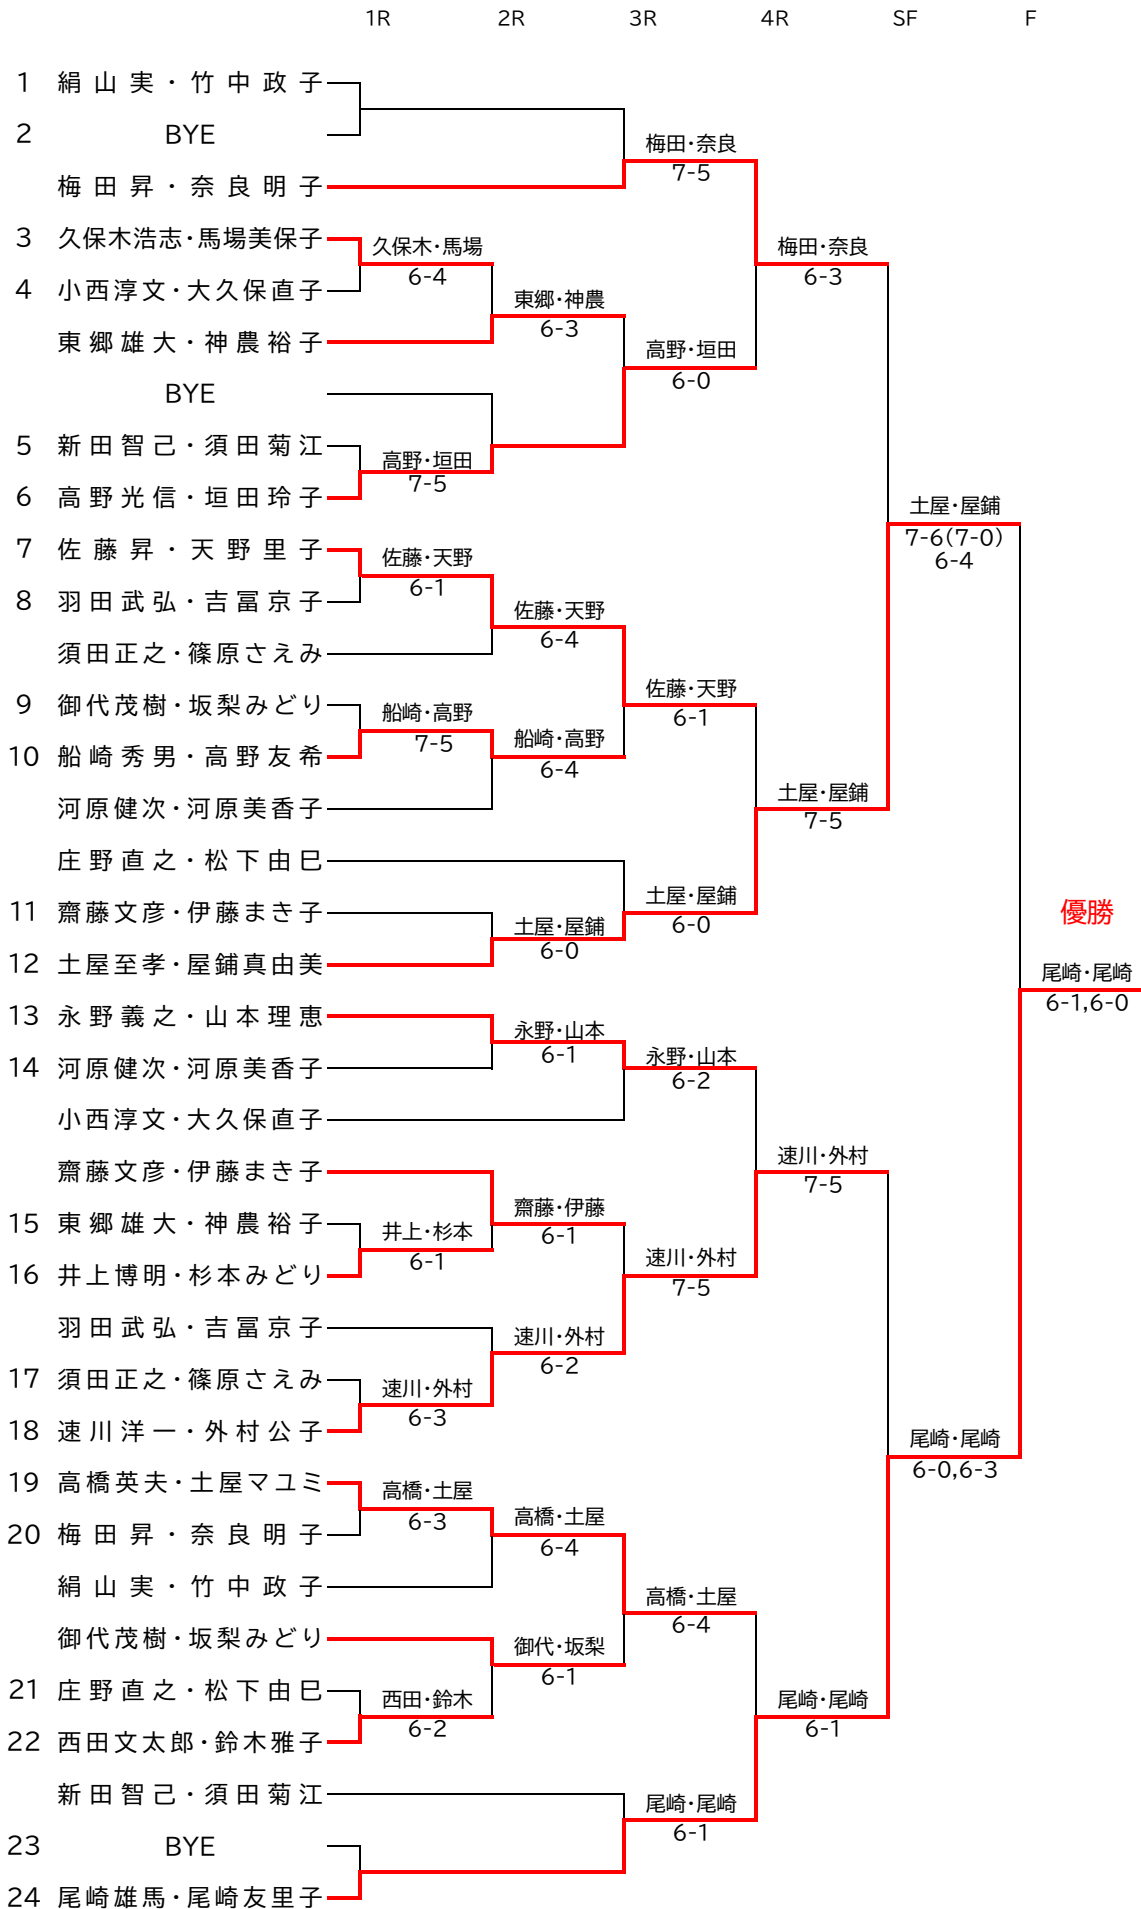 1R 2R 3R 4R SF F
1 絹山実・竹中政子
2 BYE
梅田・奈良
7-5
梅田昇・奈良明子
3 久保木浩志・馬場美保子
久保木・馬場
6-4
梅田・奈良
6-3
4 小西淳文・大久保直子
東郷・神農
6-3
東郷雄大・神農裕子
高野・垣田
6-0
BYE
5 新田智己・須田菊江
高野・垣田
7-5
6 高野光信・垣田玲子
土屋・屋鋪
7-6(7-0)
6-4
7 佐藤昇・天野里子
佐藤・天野
6-1
8 羽田武弘・吉冨京子
佐藤・天野
6-4
須田正之・篠原さえみ
佐藤・天野
6-1
9 御代茂樹・坂梨みどり
船崎・高野
7-5
船崎・高野
6-4
10 船崎秀男・高野友希
土屋・屋鋪
7-5
河原健次・河原美香子
庄野直之・松下由巳
土屋・屋鋪
6-0
11 齋藤文彦・伊藤まき子
優勝
土屋・屋鋪
6-0
12 土屋至孝・屋鋪真由美
尾崎・尾崎
6-1,6-0
13 永野義之・山本理恵
永野・山本
6-1
永野・山本
6-2
14 河原健次・河原美香子
小西淳文・大久保直子
速川・外村
7-5
齋藤文彦・伊藤まき子
齋藤・伊藤
6-1
15 東郷雄大・神農裕子
井上・杉本
6-1
速川・外村
7-5
16 井上博明・杉本みどり
羽田武弘・吉冨京子
速川・外村
6-2
17 須田正之・篠原さえみ
速川・外村
6-3
18 速川洋一・外村公子
尾崎・尾崎
6-0,6-3
19 高橋英夫・土屋マユミ
高橋・土屋
6-3
高橋・土屋
6-4
20 梅田昇・奈良明子
絹山実・竹中政子
高橋・土屋
6-4
御代茂樹・坂梨みどり
御代・坂梨
6-1
21 庄野直之・松下由巳
西田・鈴木
6-2
尾崎・尾崎
6-1
22 西田文太郎・鈴木雅子
新田智己・須田菊江
尾崎・尾崎
6-1
23 BYE
24 尾崎雄馬・尾崎友里子